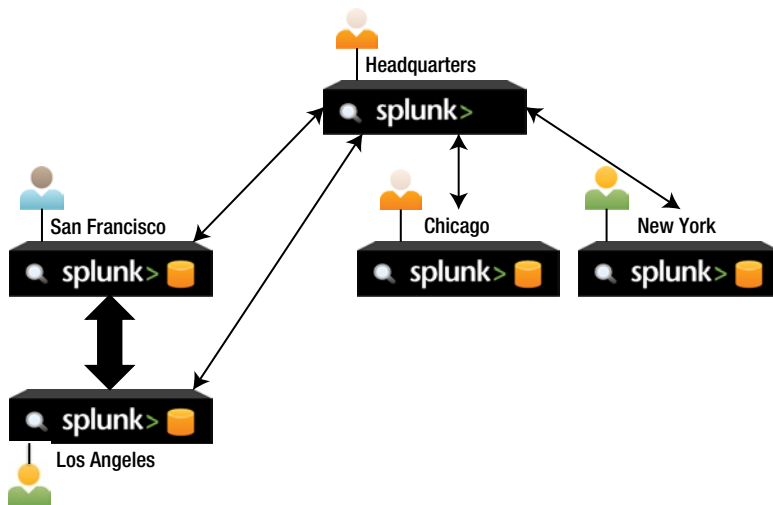 Headquarters
splunk>
San Francisco
splunk>
Chicago
splunk>
New York
splunk>
splunk>
Los Angeles